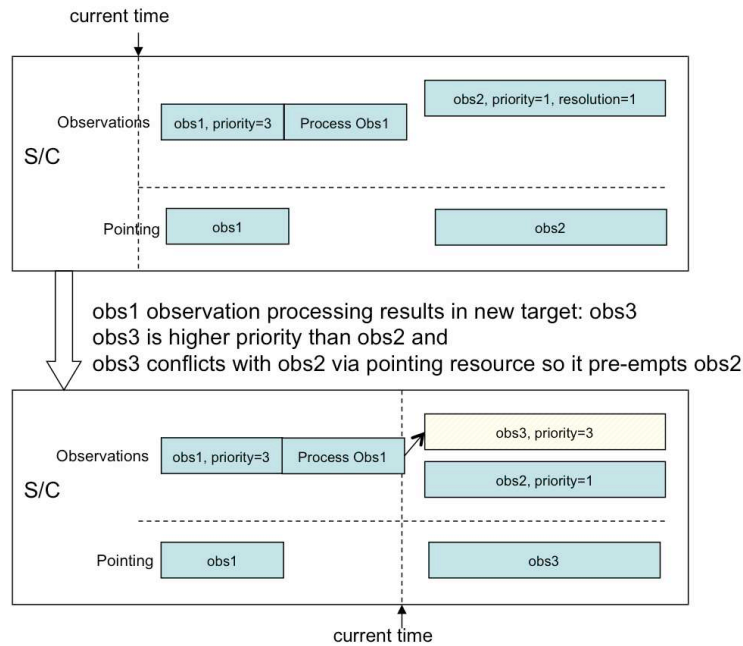 current time
obs2, priority=1, resolution=1
Observations
obs1, priority=3
Process Obs1
S/C
Pointing
obs1
obs2
obs1 observation processing results in new target: obs3
obs3 is higher priority than obs2 and
obs3 conflicts with obs2 via pointing resource so it pre-empts obs2
obs3, priority=3
Observations
obs1, priority=3
Process Obs1
obs2, priority=1
S/C
Pointing
obs1
obs3
current time